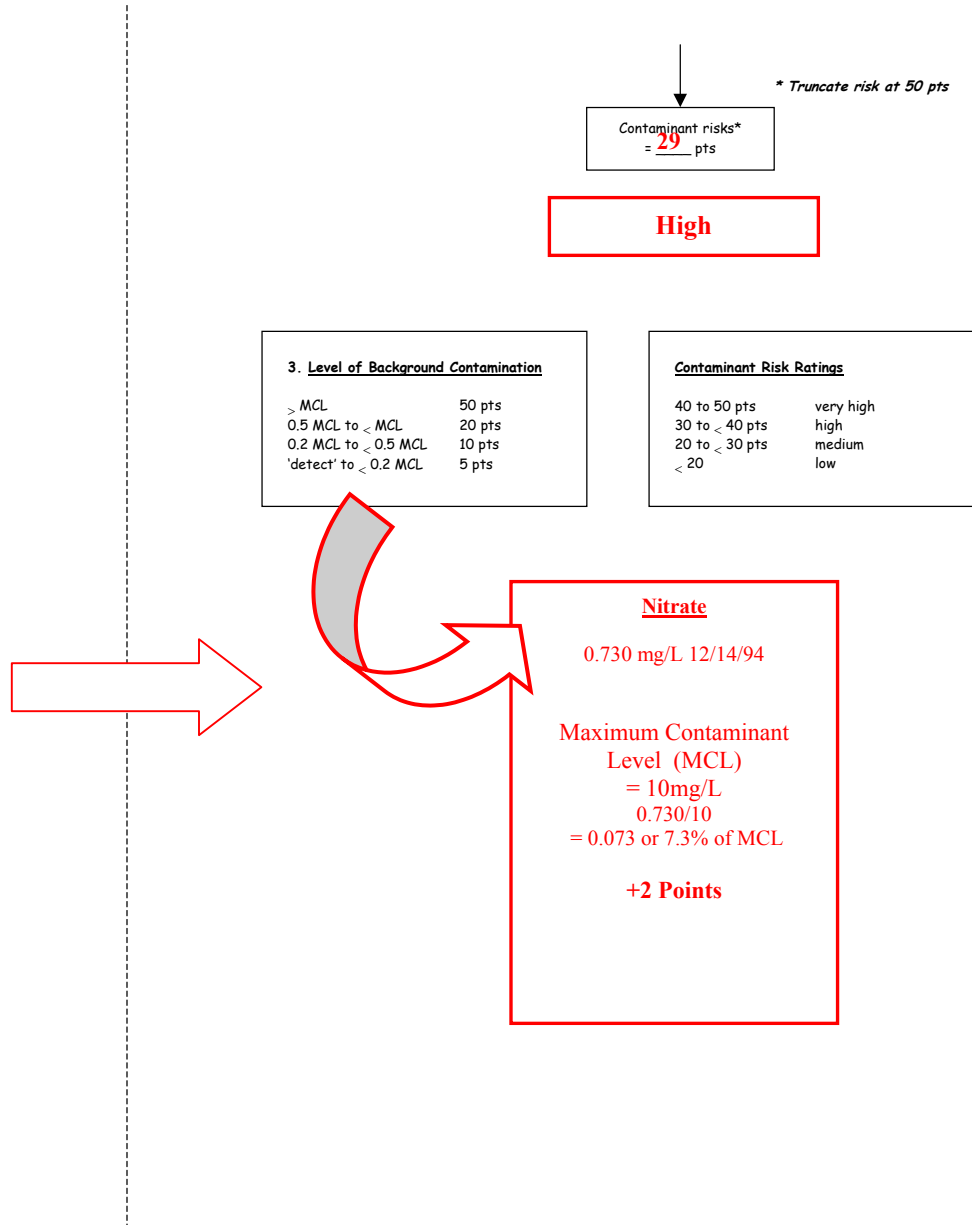 * Truncate risk at 50 pts
Contaminant risks*
= 29 pts
High
3. Level of Background Contamination
> MCL 50 pts
0.5 MCL to < MCL 20 pts
0.2 MCL to < 0.5 MCL 10 pts
‘detect’ to < 0.2 MCL 5 pts
Contaminant Risk Ratings
40 to 50 pts very high
30 to < 40 pts high
20 to < 30 pts medium
< 20 low
Nitrate
0.730 mg/L 12/14/94
Maximum Contaminant
Level (MCL)
= 10mg/L
0.730/10
= 0.073 or 7.3% of MCL
+2 Points